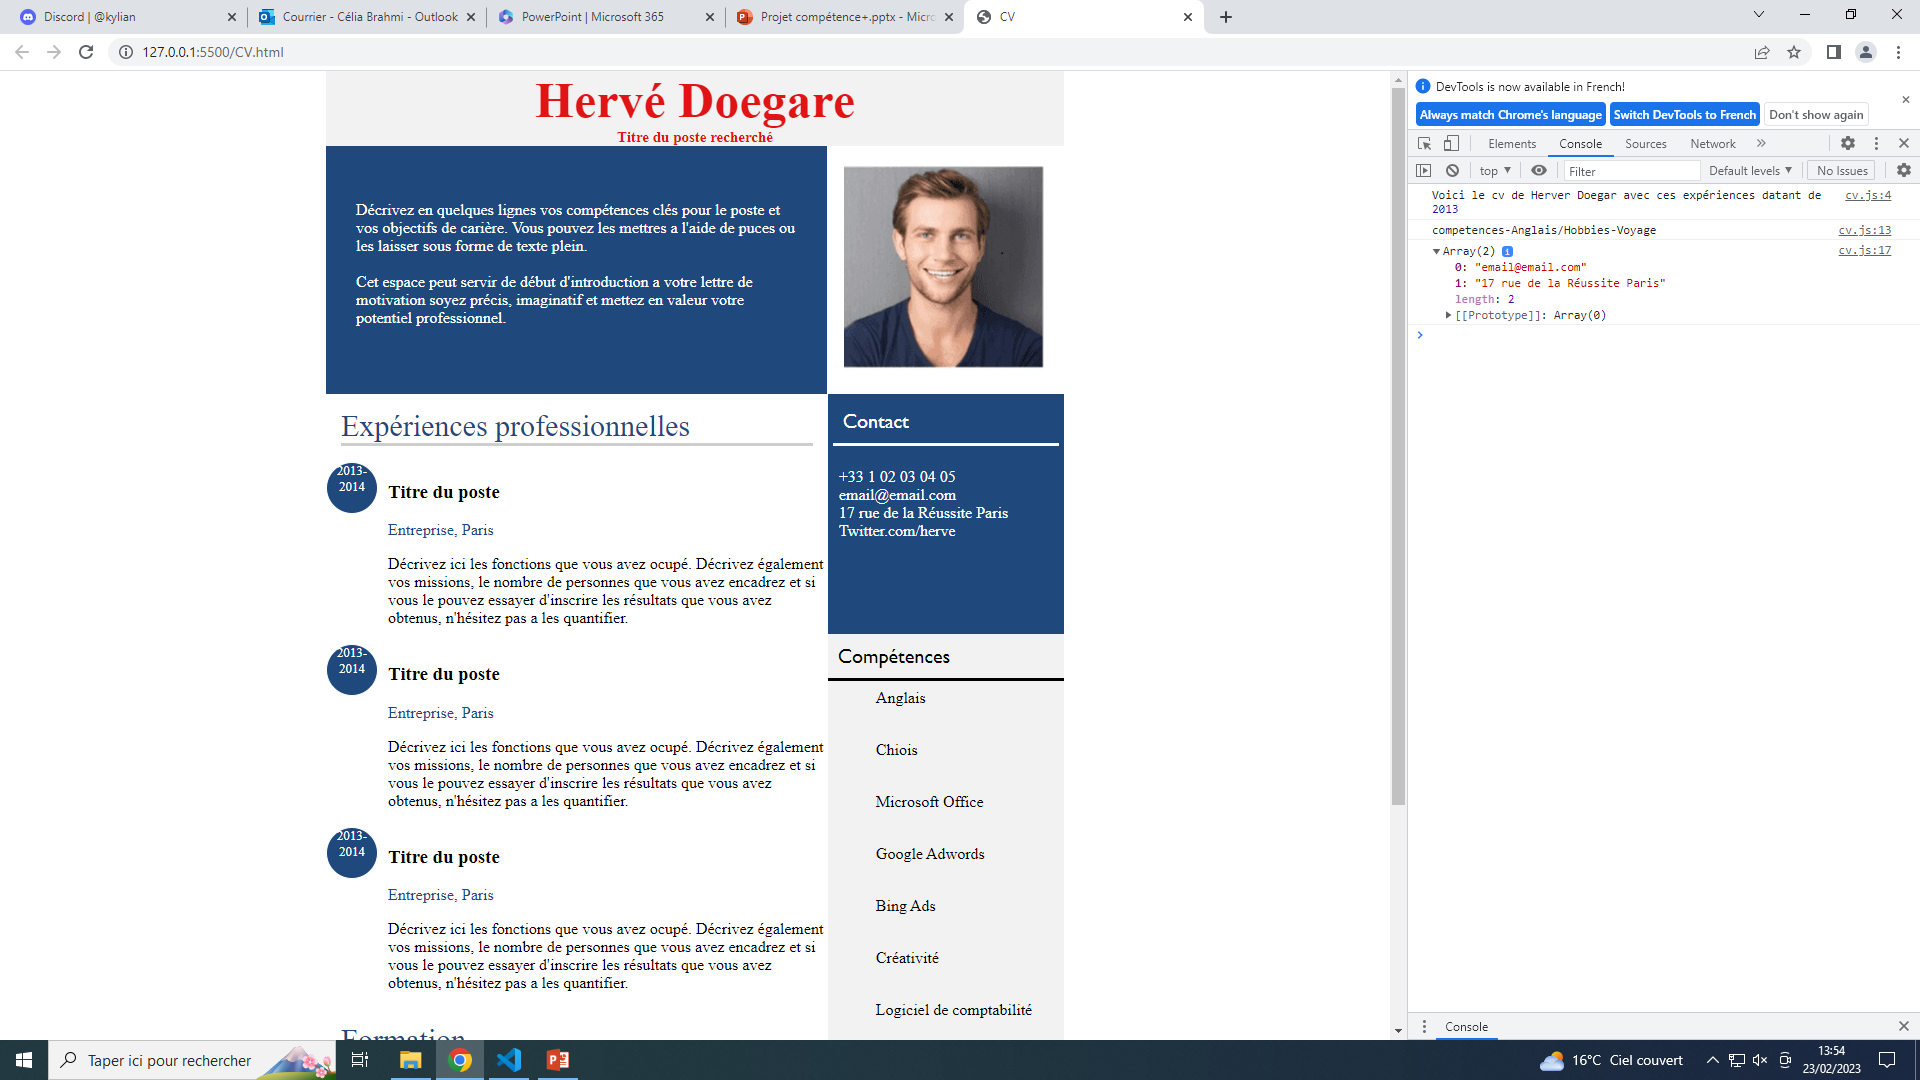 Discord | @kylian
Courrier - Célia Brahmi - Outlook
PowerPoint | Microsoft 365
Projet compétence+.pptx - Micro
CV
127.0.0.1:5500/CV.html
Hervé Doegare
Titre du poste recherché
Décrivez en quelques lignes vos compétences clés pour le poste et
vos objectifs de carière. Vous pouvez les mettres a l'aide de puces ou
les laisser sous forme de texte plein.
Cet espace peut servir de début d'introduction a votre lettre de
motivation soyez précis, imaginatif et mettez en valeur votre
potentiel professionnel.
Expériences professionnelles
2013-
2014
Titre du poste
Entreprise, Paris
Décrivez ici les fonctions que vous avez ocupé. Décrivez également
vos missions, le nombre de personnes que vous avez encadrez et si
vous le pouvez essayer d'inscrire les résultats que vous avez
obtenus, n'hésitez pas a les quantifier.
2013-
2014
Titre du poste
Entreprise, Paris
Décrivez ici les fonctions que vous avez ocupé. Décrivez également
vos missions, le nombre de personnes que vous avez encadrez et si
vous le pouvez essayer d'inscrire les résultats que vous avez
obtenus, n'hésitez pas a les quantifier.
2013-
2014
Titre du poste
Entreprise, Paris
Décrivez ici les fonctions que vous avez ocupé. Décrivez également
vos missions, le nombre de personnes que vous avez encadrez et si
vous le pouvez essayer d'inscrire les résultats que vous avez
obtenus, n'hésitez pas a les quantifier.
Formation
Contact
+33 1 02 03 04 05
email@email.com
17 rue de la Réussite Paris
Twitter.com/herve
Compétences
Anglais
Chiois
Microsoft Office
Google Adwords
Bing Ads
Créativité
Logiciel de comptabilité
DevTools is now available in French!
Always match Chrome's language Switch DevTools to French Don't show again
Elements Console Sources Network »
top ▼ Filter Default levels ▼ No Issues
Voici le cv de Herver Doegar avec ces expériences datant de cv.js:4
2013
competences-Anglais/Hobbies-Voyage cv.js:13
Array(2) cv.js:17
0: "email@email.com"
1: "17 rue de la Réussite Paris"
length: 2
[[Prototype]]: Array(0)
Console
Taper ici pour rechercher
16°C Ciel couvert
13:54
23/02/2023